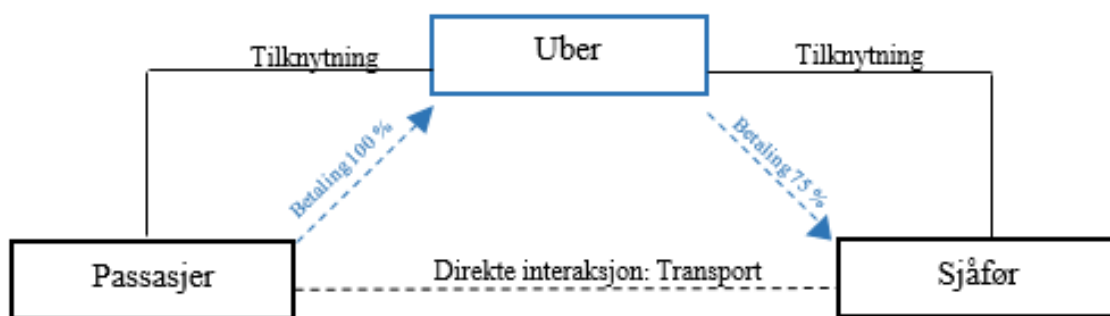 Uber
Tilknytning
Tilknytning
Betaling 100 %
Betaling 75 %
Passasjer
Direkte interaksjon: Transport
Sjåfør